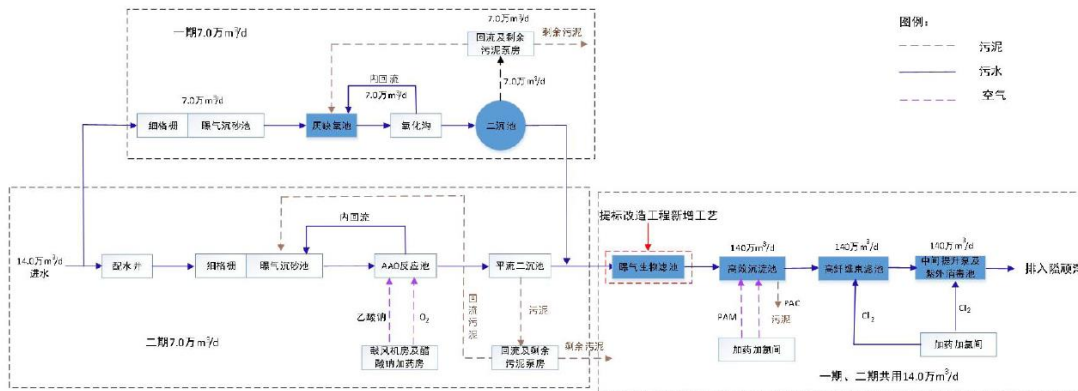 一期7.0万m³/d
7.0万m³/d
回流及剩余
污泥泵房
剩余污泥
7.0万m³/d
内回流
7.0万m³/d
7.0万m³/d
细格栅
曝气沉砂池
厌缺氧池
氧化沟
二沉池
图例：
污泥
污水
空气
14.0万m³/d
进水
配水井
细格栅
曝气沉砂池
内回流
AAO反应池
平流二沉池
回流污泥
污泥
乙酸钠
O₂
鼓风机房及醋
酸钠加药房
回流及剩余
污泥泵房
剩余污泥
二期7.0万m³/d
提标改造工程新增工艺
曝气生物滤池
140万m³/d
高效沉淀池
140万m³/d
高纤维束滤池
140万m³/d
中间提升泵及
紫外消毒池
PAM
PAC
污泥
加药加氯间
Cl₂
Cl₂
加药加氯间
一期、二期共用14.0万m³/d